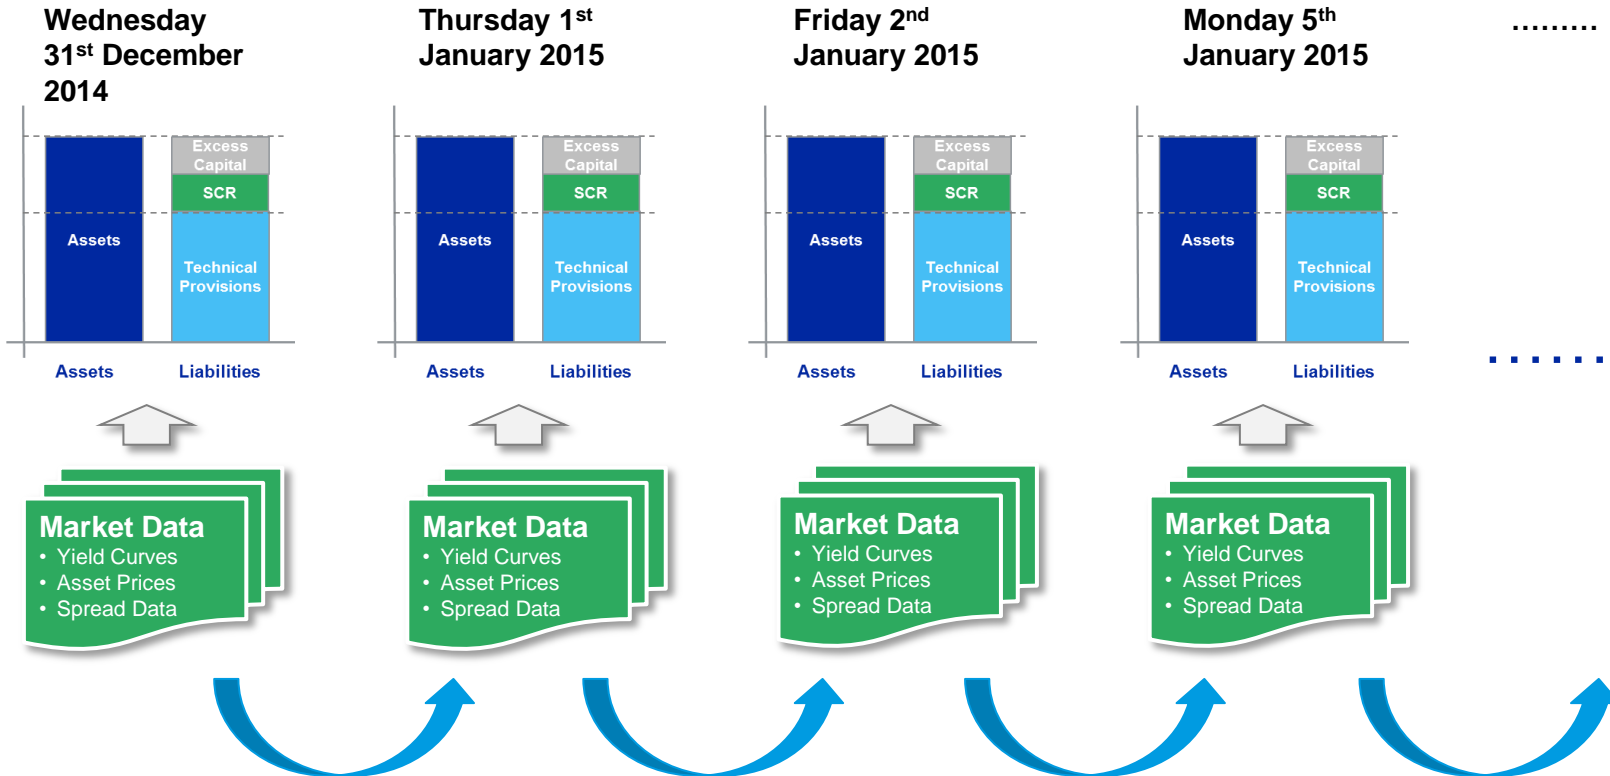 Wednesday
31st December
2014
Thursday 1st
January 2015
Friday 2nd
January 2015
Monday 5th
January 2015
.........
Assets
Excess
Capital
SCR
Technical
Provisions
Assets
Liabilities
Assets
Excess
Capital
SCR
Technical
Provisions
Assets
Liabilities
Assets
Excess
Capital
SCR
Technical
Provisions
Assets
Liabilities
Assets
Excess
Capital
SCR
Technical
Provisions
Assets
Liabilities
......
Market Data
• Yield Curves
• Asset Prices
• Spread Data
Market Data
• Yield Curves
• Asset Prices
• Spread Data
Market Data
• Yield Curves
• Asset Prices
• Spread Data
Market Data
• Yield Curves
• Asset Prices
• Spread Data